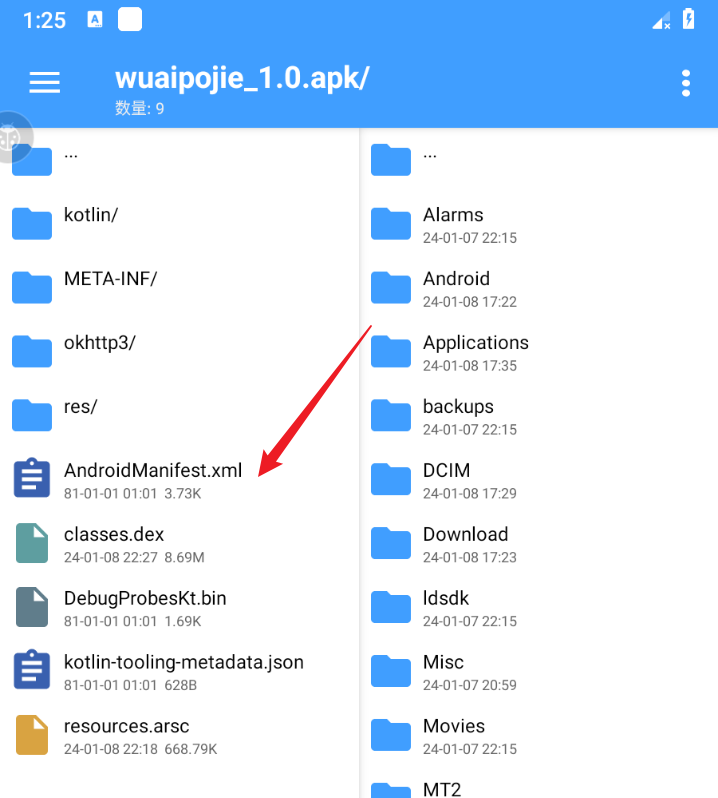 1:25
A
wuaipojie_1.0.apk/
数量: 9
...
kotlin/
META-INF/
okhttp3/
res/
AndroidManifest.xml
81-01-01 01:01 3.73K
classes.dex
24-01-08 22:27 8.69M
DebugProbesKt.bin
81-01-01 01:01 1.69K
kotlin-tooling-metadata.json
81-01-01 01:01 628B
resources.arsc
24-01-08 22:18 668.79K
...
Alarms
24-01-07 22:15
Android
24-01-08 17:22
Applications
24-01-08 17:35
backups
24-01-07 22:15
DCIM
24-01-08 17:29
Download
24-01-08 17:23
ldsdk
24-01-07 22:15
Misc
24-01-07 20:59
Movies
24-01-07 22:15
MT2